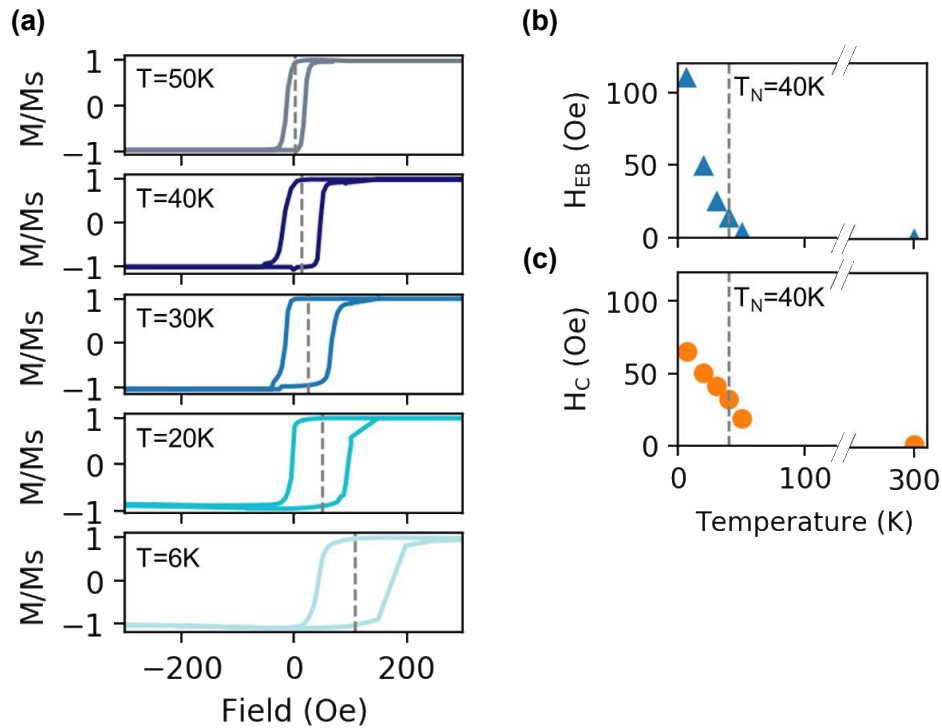 (a)
M/Ms
1
0
−1
T=50K
M/Ms
1
0
−1
T=40K
M/Ms
1
0
−1
T=30K
M/Ms
1
0
−1
T=20K
M/Ms
1
0
−1
T=6K
−200
0
200
Field (Oe)
(b)
H_EB (Oe)
100
50
0
T_N=40K
(c)
H_C (Oe)
100
50
0
T_N=40K
0
100
300
Temperature (K)